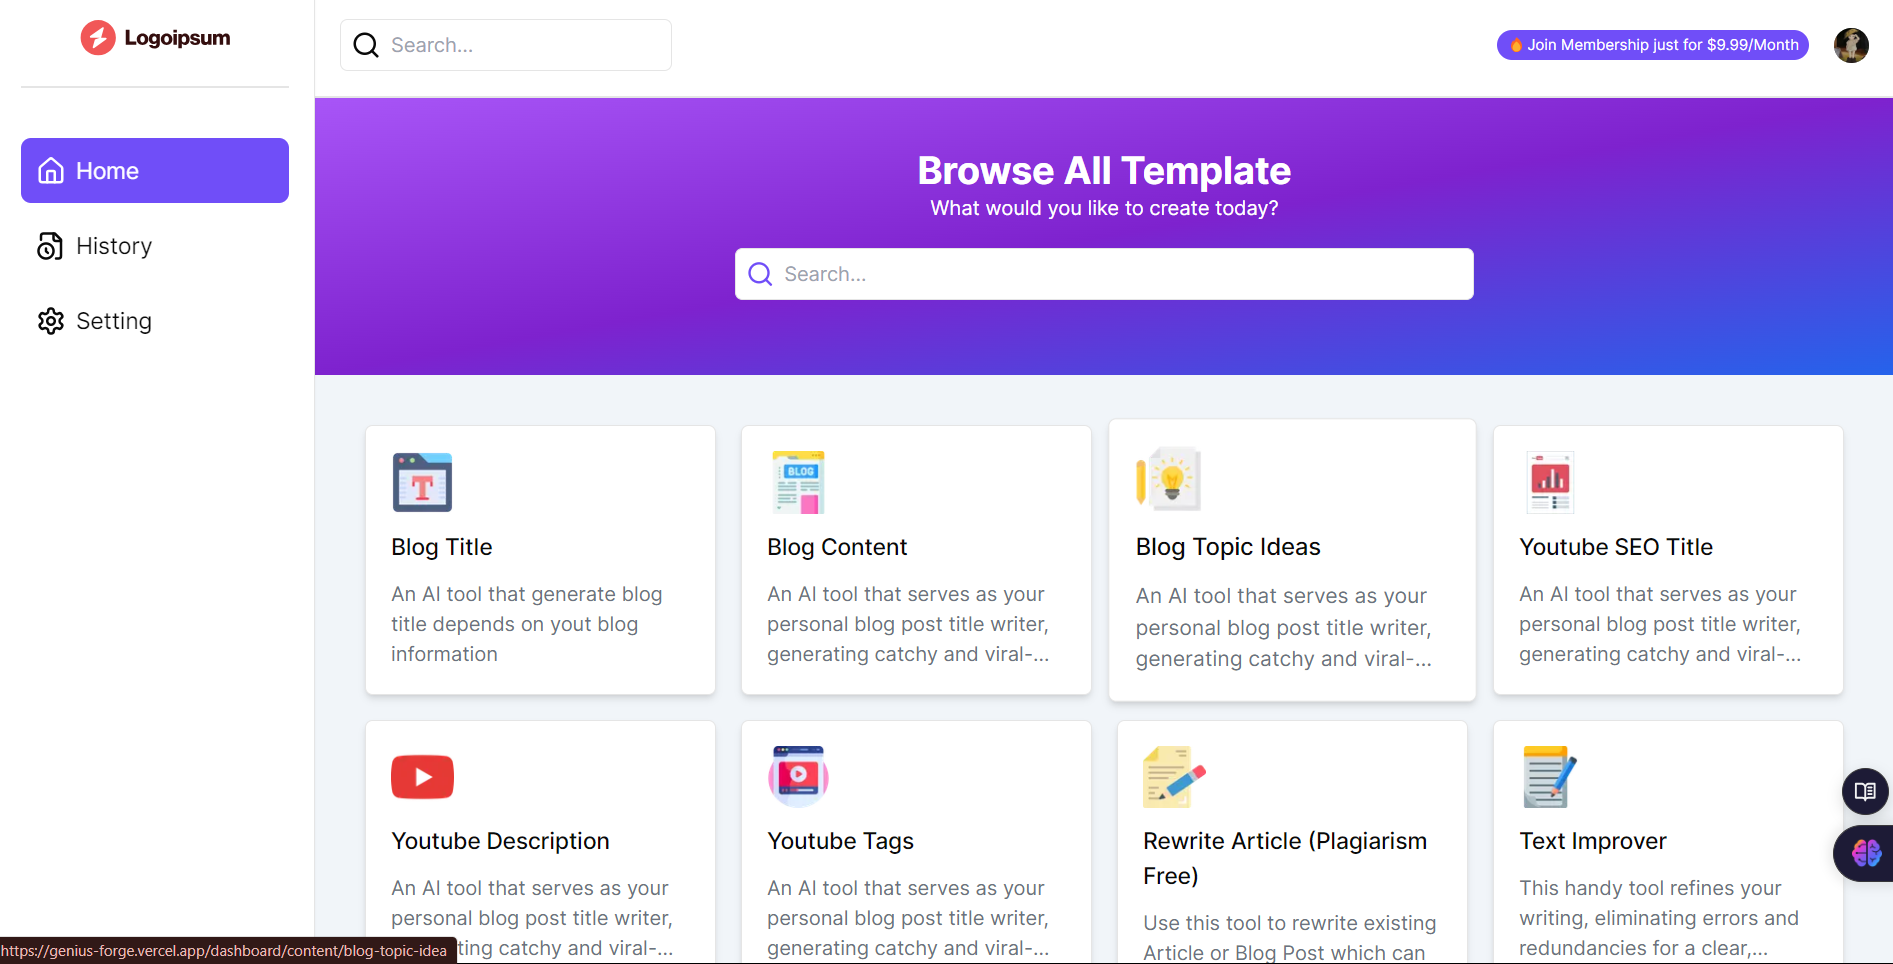 Logoipsum
Search...
🔥 Join Membership just for $9.99/Month
Home
History
Setting
Browse All Template
What would you like to create today?
Search...
Blog Title
An AI tool that generate blog
title depends on yout blog
information
BLOG
Blog Content
An AI tool that serves as your
personal blog post title writer,
generating catchy and viral-...
Blog Topic Ideas
An AI tool that serves as your
personal blog post title writer,
generating catchy and viral-...
Youtube SEO Title
An AI tool that serves as your
personal blog post title writer,
generating catchy and viral-...
Youtube Description
An AI tool that serves as your
personal blog post title writer,
ting catchy and viral-...
Youtube Tags
An AI tool that serves as your
personal blog post title writer,
generating catchy and viral-...
Rewrite Article (Plagiarism
Free)
Use this tool to rewrite existing
Article or Blog Post which can
Text Improver
This handy tool refines your
writing, eliminating errors and
redundancies for a clear,...
https://genius-forge.vercel.app/dashboard/content/blog-topic-idea